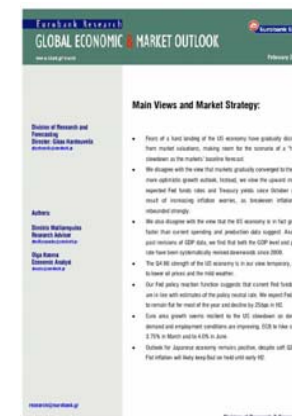 Eurobank Research
GLOBAL ECONOMIC & MARKET OUTLOOK
Main Views and Market Strategy:
Division of Research and
Forecasting
Director: Gikas Hardouvelis
Authors:
Dimitris Malliaropulos
Research Advisor
Olga Kosma
Economic Analyst
research@eurobank.gr
Fears of a hard landing of the US economy have gradually
from market valuations, making room for the scenario of a
slowdown as the markets' baseline forecast.
We disagree with the view that markets gradually converged to the
more optimistic growth outlook. Instead, we view the upward
expected Fed funds rates and Treasury yields since October
result of increasing inflation worries, as breakeven
rebounded strongly.
We also disagree with the view that the US economy is in fact
faster than current spending and production data suggest.
past revisions of GDP data, we find that both the GDP level and
rate have been systematically revised downwards since 2000.
The Q4 06 strength of the US economy is in our view temporary,
to lower oil prices and the mild weather.
Our Fed policy reaction function suggests that current Fed funds
are in line with estimates of the policy neutral rate. We expect Fed
to remain flat for most of the year and decline by 25bps in H2.
Euro area growth seems resilient to the US slowdown as
demand and employment conditions are improving. ECB to hike
3.75% in March and to 4.0% in June.
Outlook for Japanese economy remains positive, despite soft
Flat inflation will likely keep BoJ on hold until early H2.